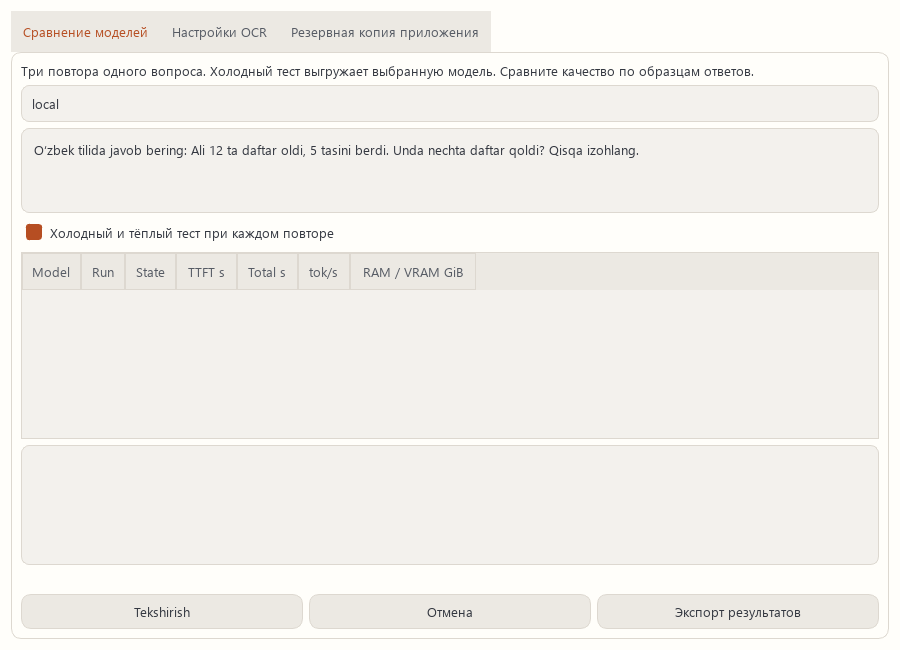 Сравнение моделей Настройки OCR Резервная копия приложения
Три повтора одного вопроса. Холодный тест выгружает выбранную модель. Сравните качество по образцам ответов.
local
O‘zbek tilida javob bering: Ali 12 ta daftar oldi, 5 tasini berdi. Unda nechta daftar qoldi? Qisqa izohlang.
Холодный и тёплый тест при каждом повторе
Model Run State TTFT s Total s tok/s RAM / VRAM GiB
Tekshirish Отмена Экспорт результатов